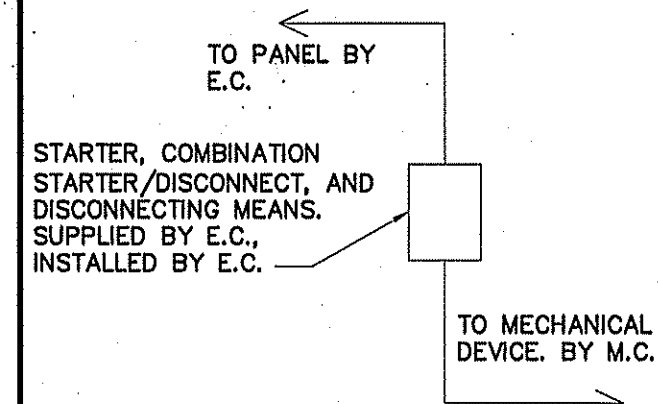 TO PANEL BY
E.C.
STARTER, COMBINATION
STARTER/DISCONNECT, AND
DISCONNECTING MEANS.
SUPPLIED BY E.C.,
INSTALLED BY E.C.
TO MECHANICAL
DEVICE. BY M.C.